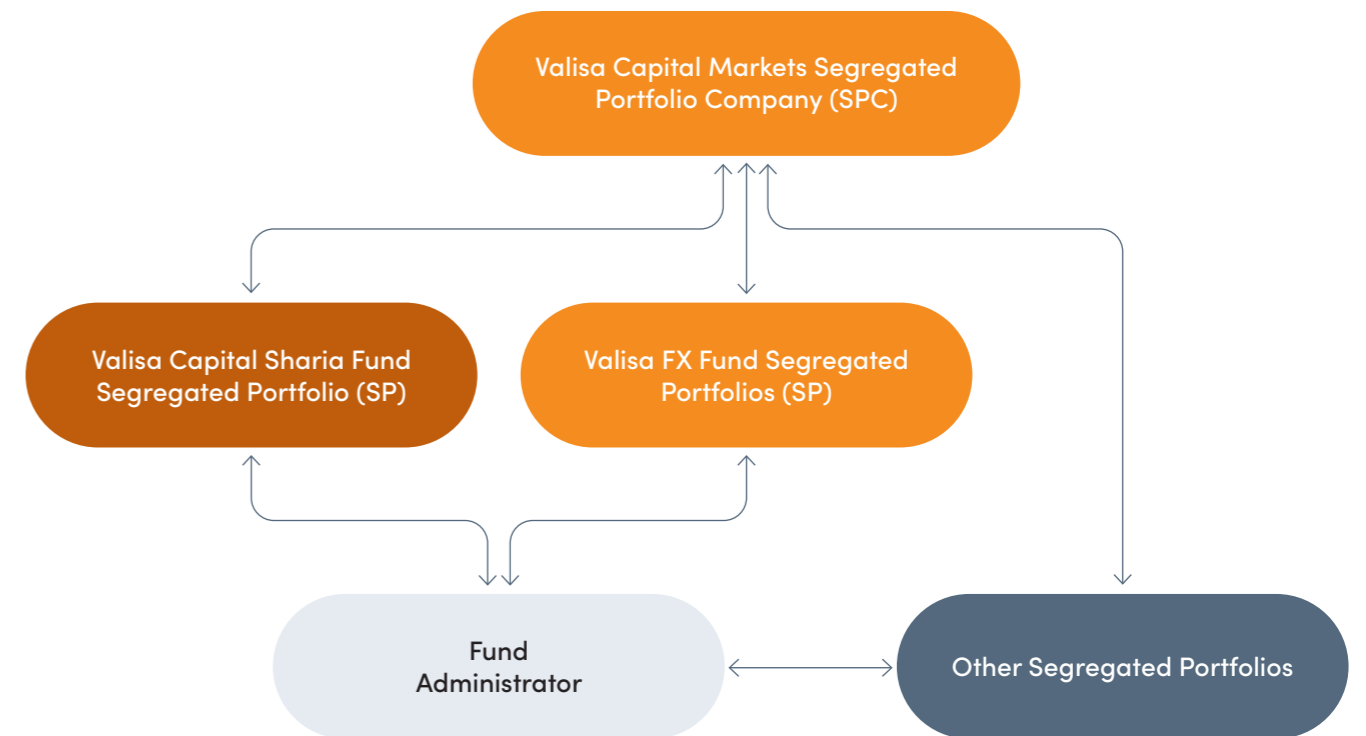 Valisa Capital Markets Segregated
Portfolio Company (SPC)
Valisa Capital Sharia Fund
Segregated Portfolio (SP)
Valisa FX Fund Segregated
Portfolios (SP)
Fund
Administrator
Other Segregated Portfolios